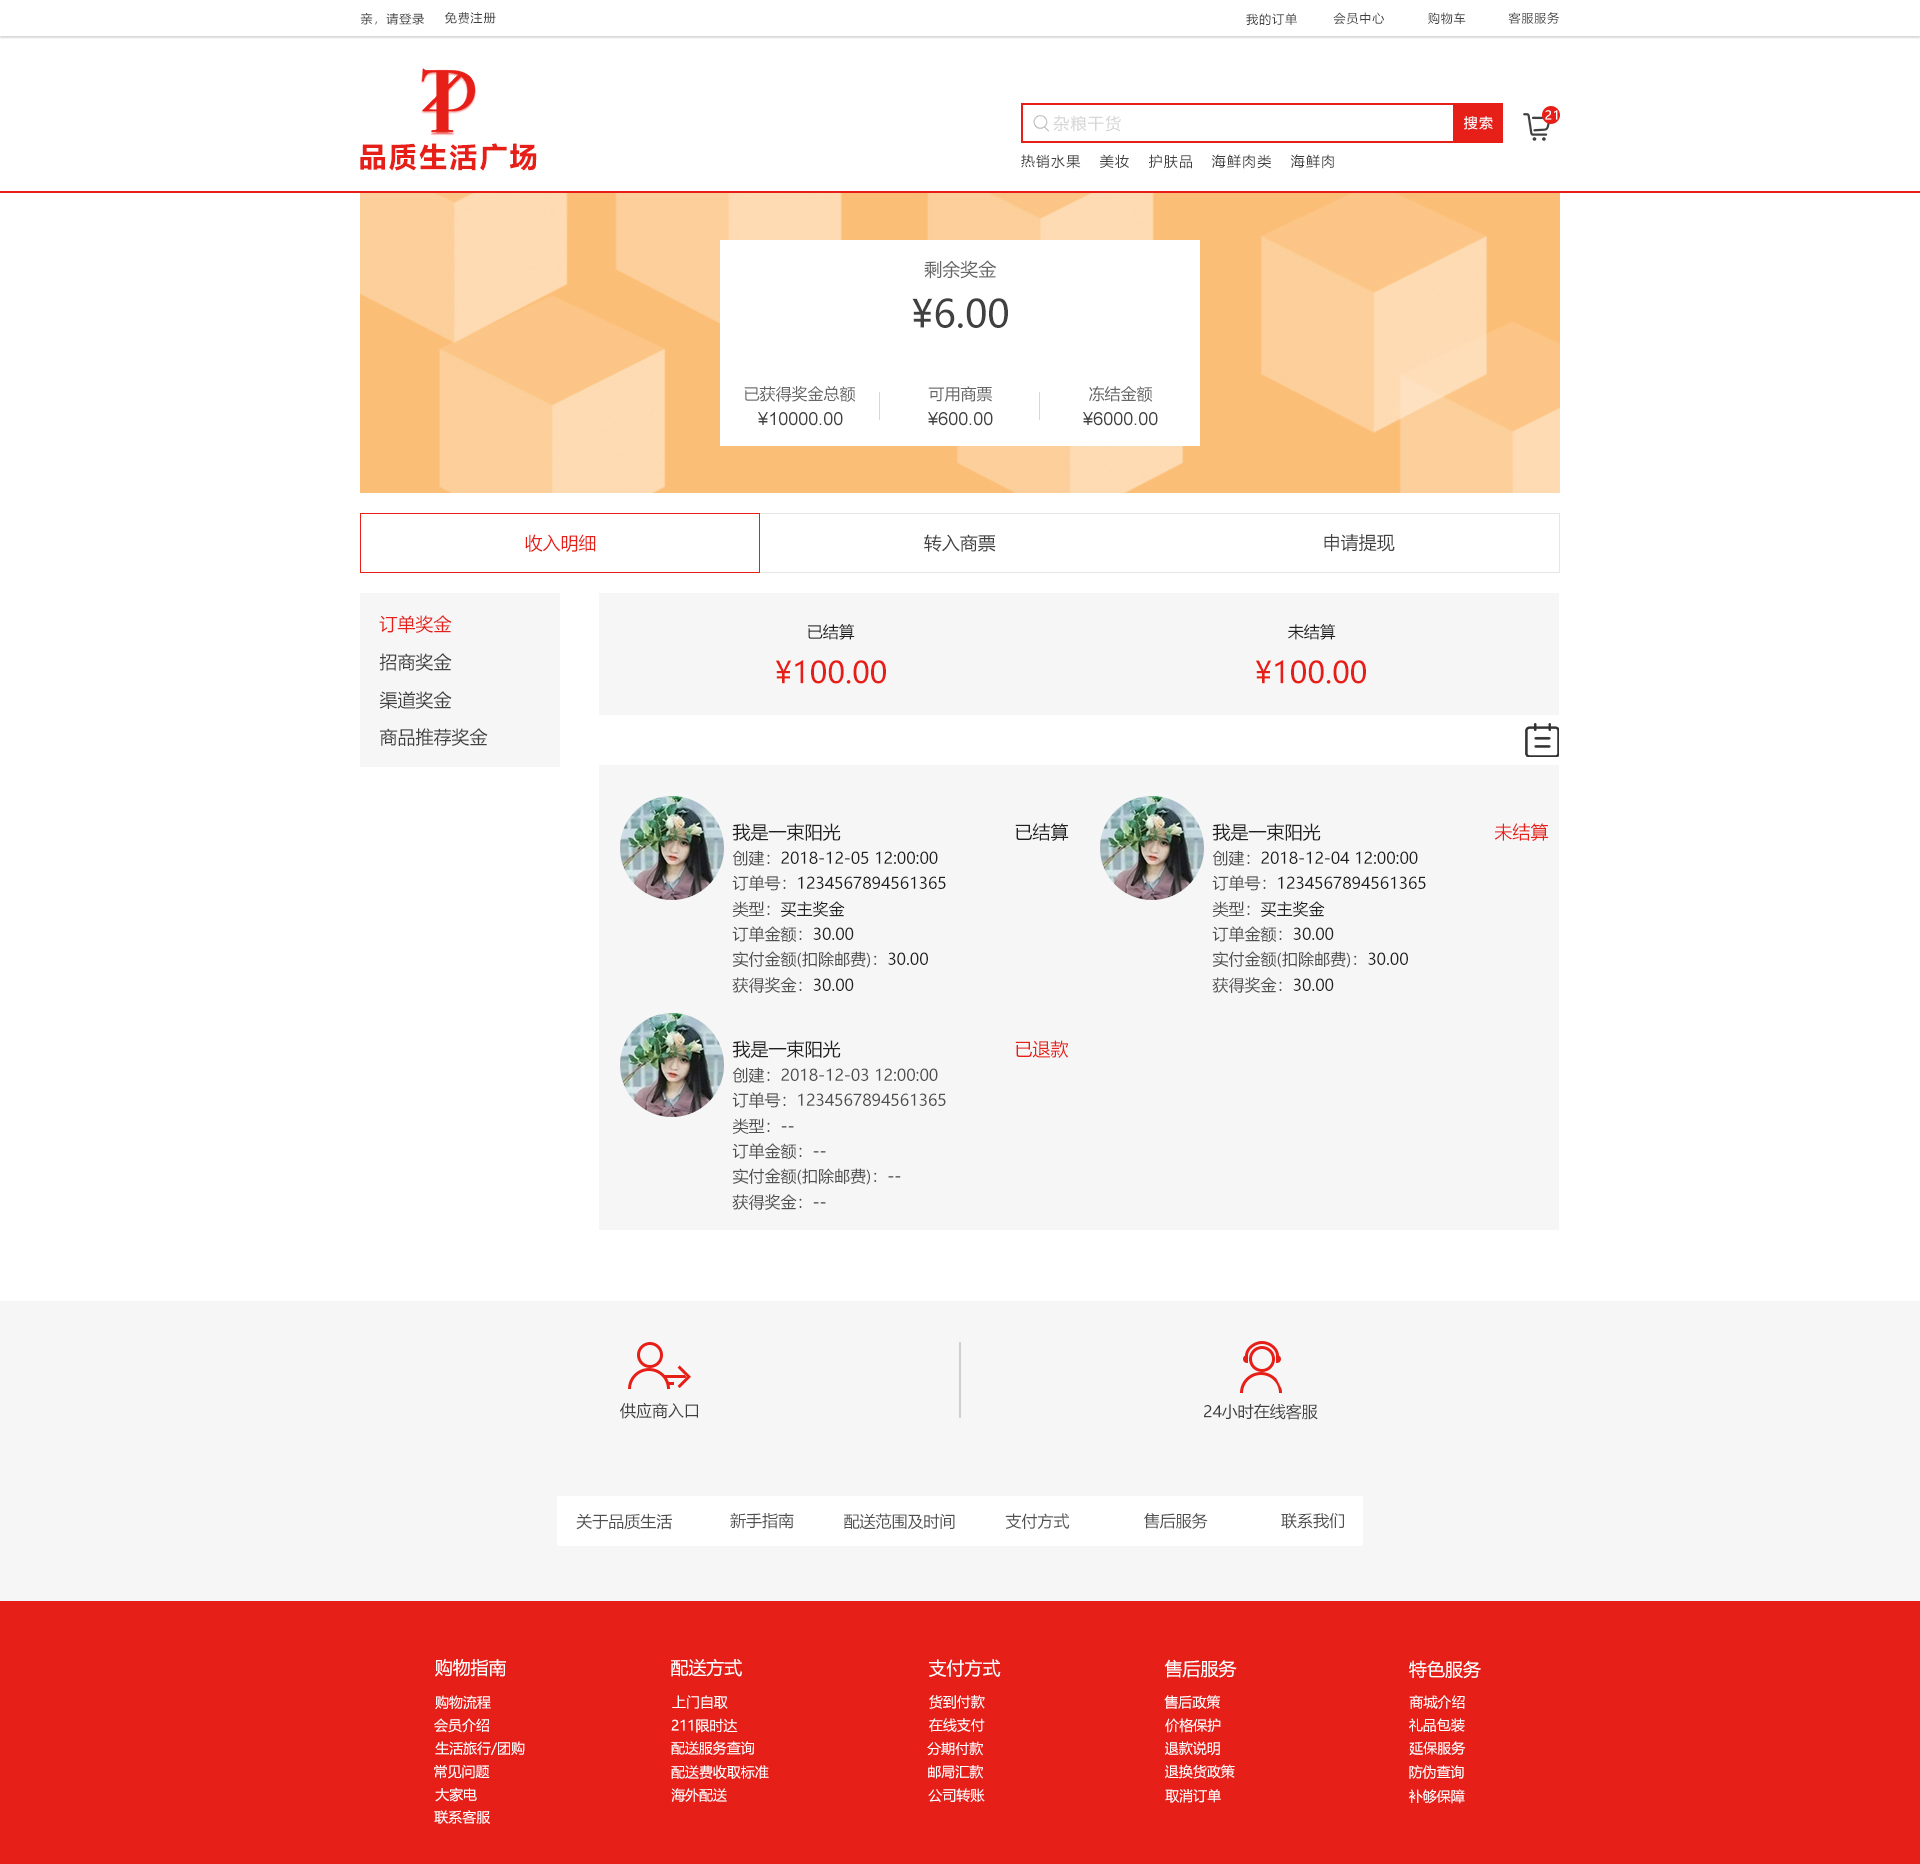 亲，请登录 免费注册 我的订单 会员中心 购物车 客服服务
品质生活广场
杂粮干货 搜索 21
热销水果 美妆 护肤品 海鲜肉类 海鲜肉
剩余奖金
¥6.00
已获得奖金总额 可用商票 冻结金额
¥10000.00 ¥600.00 ¥6000.00
收入明细 转入商票 申请提现
订单奖金
招商奖金
渠道奖金
商品推荐奖金
已结算 未结算
¥100.00 ¥100.00
我是一束阳光 已结算
创建：2018-12-05 12:00:00
订单号：1234567894561365
类型：买主奖金
订单金额：30.00
实付金额(扣除邮费)：30.00
获得奖金：30.00
我是一束阳光 未结算
创建：2018-12-04 12:00:00
订单号：1234567894561365
类型：买主奖金
订单金额：30.00
实付金额(扣除邮费)：30.00
获得奖金：30.00
我是一束阳光 已退款
创建：2018-12-03 12:00:00
订单号：1234567894561365
类型：--
订单金额：--
实付金额(扣除邮费)：--
获得奖金：--
供应商入口 24小时在线客服
关于品质生活 新手指南 配送范围及时间 支付方式 售后服务 联系我们
购物指南
购物流程
会员介绍
生活旅行/团购
常见问题
大家电
联系客服
配送方式
上门自取
211限时达
配送服务查询
配送费收取标准
海外配送
支付方式
货到付款
在线支付
分期付款
邮局汇款
公司转账
售后服务
售后政策
价格保护
退款说明
退换货政策
取消订单
特色服务
商城介绍
礼品包装
延保服务
防伪查询
补够保障